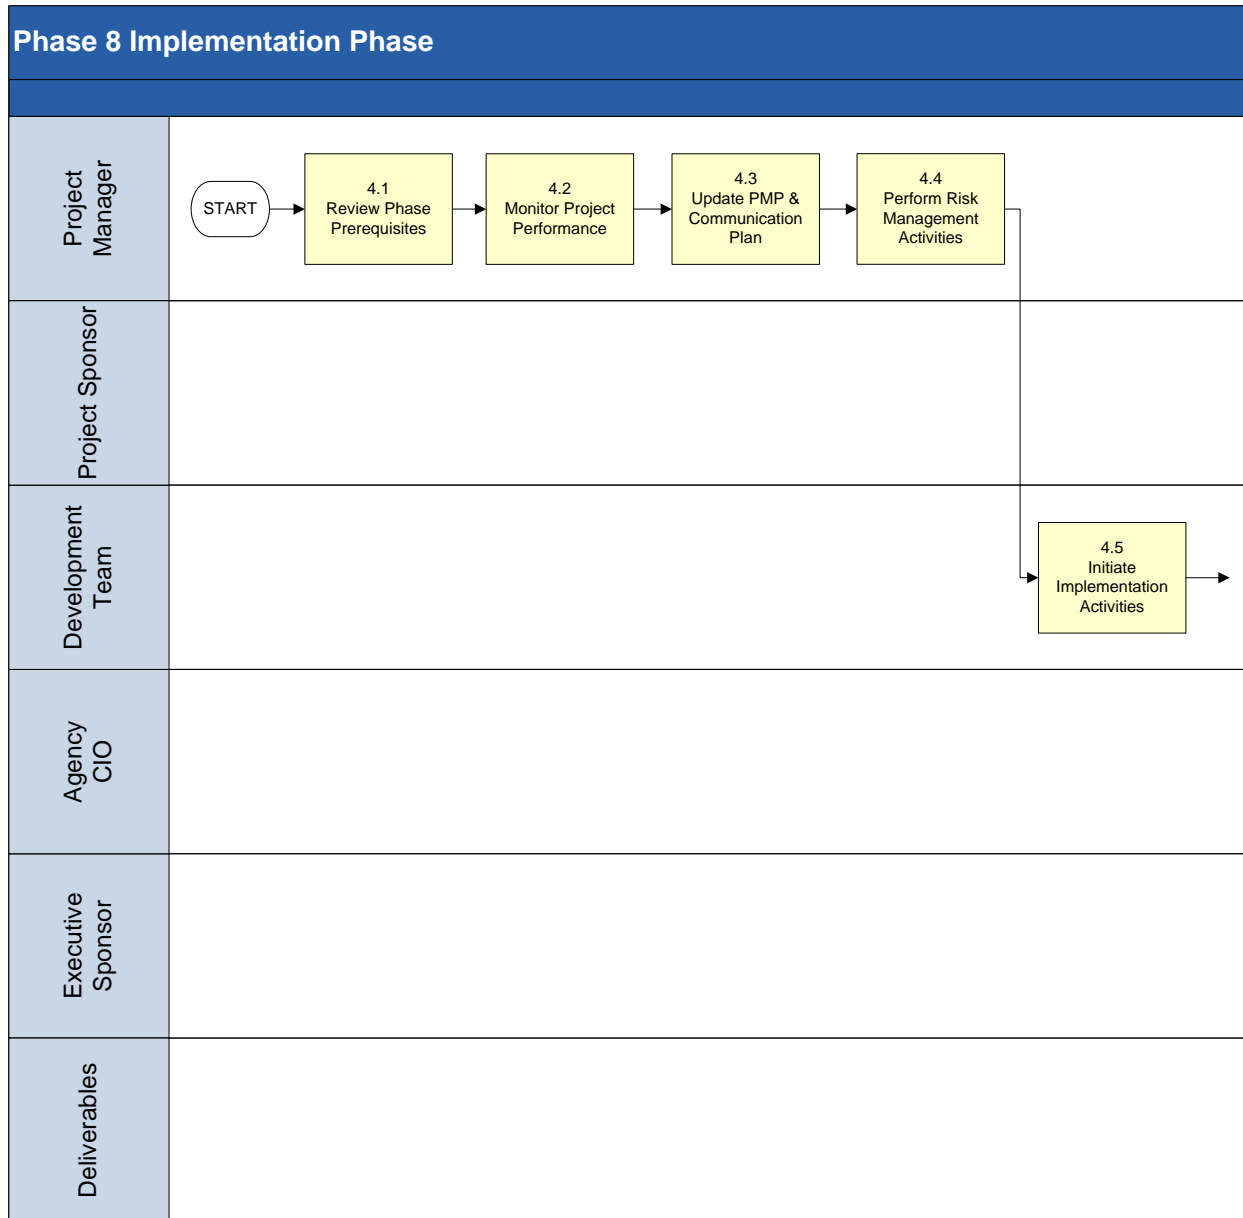 Phase 8 Implementation Phase
Project
Manager
START
4.1
Review Phase
Prerequisites
4.2
Monitor Project
Performance
4.3
Update PMP &
Communication
Plan
4.4
Perform Risk
Management
Activities
Project Sponsor
Development
Team
4.5
Initiate
Implementation
Activities
Agency
CIO
Executive
Sponsor
Deliverables